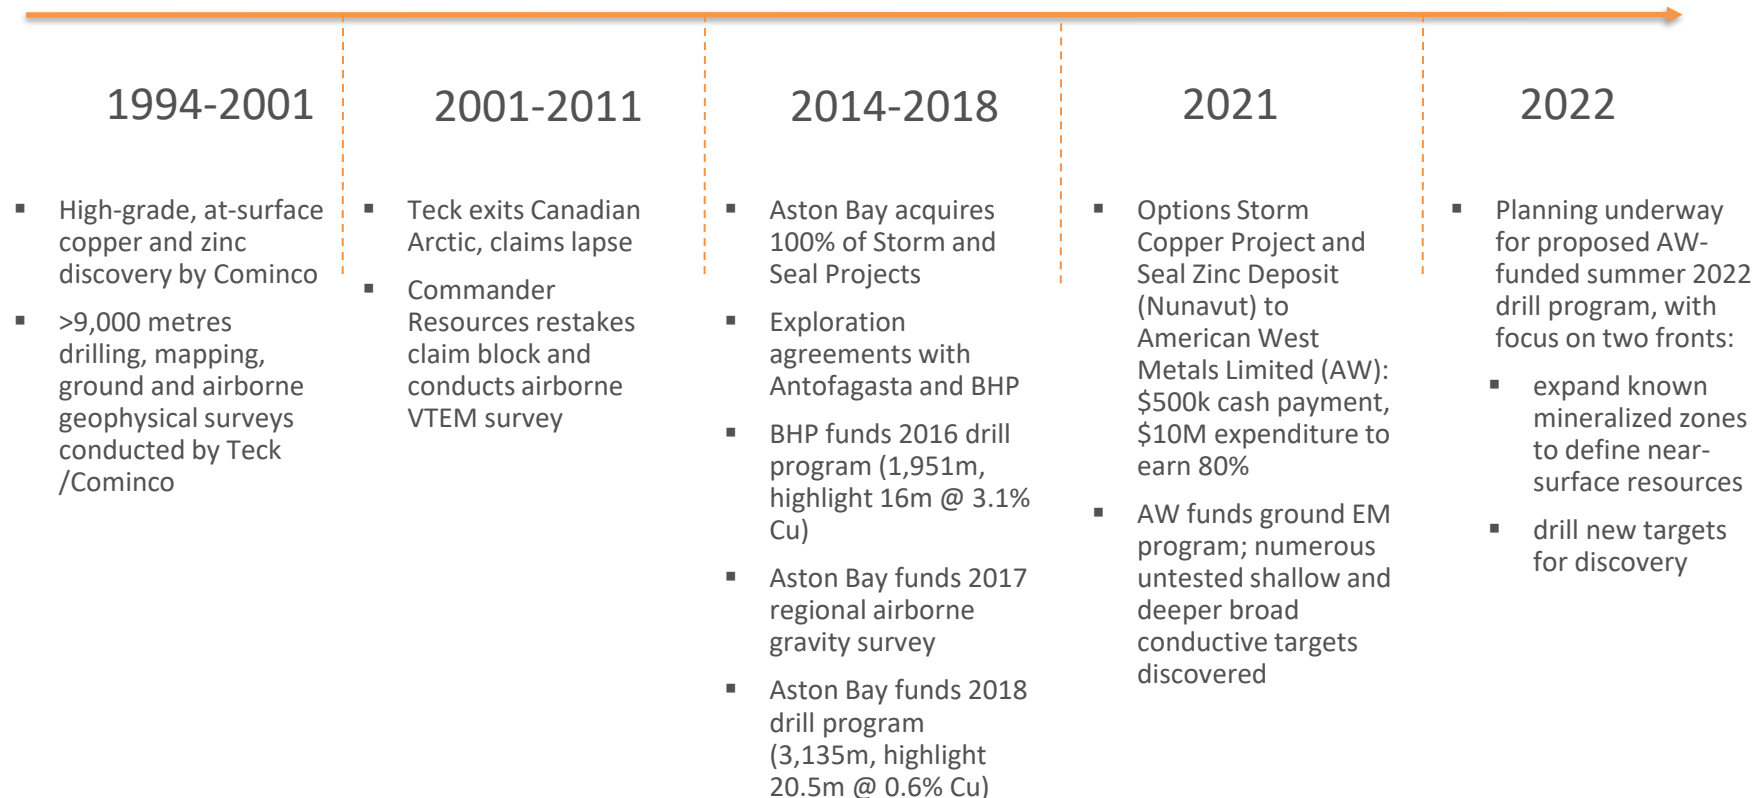 1994-2001
▪ High-grade, at-surface
copper and zinc
discovery by Cominco
▪ >9,000 metres
drilling, mapping,
ground and airborne
geophysical surveys
conducted by Teck
/Cominco
2001-2011
▪ Teck exits Canadian
Arctic, claims lapse
▪ Commander
Resources restakes
claim block and
conducts airborne
VTEM survey
2014-2018
▪ Aston Bay acquires
100% of Storm and
Seal Projects
▪ Exploration
agreements with
Antofagasta and BHP
▪ BHP funds 2016 drill
program (1,951m,
highlight 16m @ 3.1%
Cu)
▪ Aston Bay funds 2017
regional airborne
gravity survey
▪ Aston Bay funds 2018
drill program
(3,135m, highlight
20.5m @ 0.6% Cu)
2021
▪ Options Storm
Copper Project and
Seal Zinc Deposit
(Nunavut) to
American West
Metals Limited (AW):
$500k cash payment,
$10M expenditure to
earn 80%
▪ AW funds ground EM
program; numerous
untested shallow and
deeper broad
conductive targets
discovered
2022
▪ Planning underway
for proposed AW-
funded summer 2022
drill program, with
focus on two fronts:
▪ expand known
mineralized zones
to define near-
surface resources
▪ drill new targets
for discovery